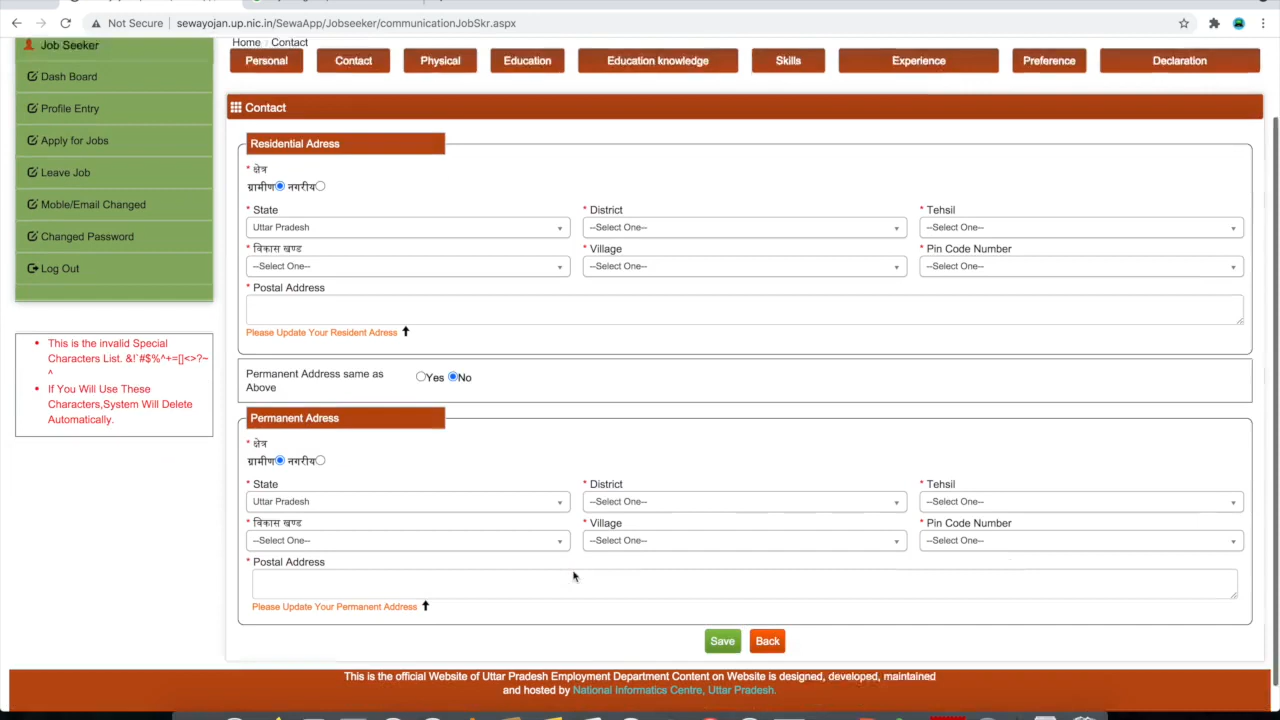 Not Secure
sewayojan.up.nic.in/SewaApp/Jobseeker/communicationJobSkr.aspx
Job Seeker
Dash Board
Profile Entry
Apply for Jobs
Leave Job
Moble/Email Changed
Changed Password
Log Out
This is the invalid Special
Characters List. &!`#$%^+=[]<>?~
^
If You Will Use These
Characters,System Will Delete
Automatically.
Home Contact
Personal Contact Physical Education Education knowledge Skills Experience Preference Declaration
Contact
Residential Adress
* क्षेत्र
ग्रामीण नगरीय
* State * District * Tehsil
Uttar Pradesh --Select One-- --Select One--
* विकास खण्ड * Village * Pin Code Number
--Select One-- --Select One-- --Select One--
* Postal Address
Please Update Your Resident Adress
Permanent Address same as
Above
Yes No
Permanent Adress
* क्षेत्र
ग्रामीण नगरीय
* State * District * Tehsil
Uttar Pradesh --Select One-- --Select One--
* विकास खण्ड * Village * Pin Code Number
--Select One-- --Select One-- --Select One--
* Postal Address
Please Update Your Permanent Address
Save Back
This is the official Website of Uttar Pradesh Employment Department Content on Website is designed, developed, maintained
and hosted by National Informatics Centre, Uttar Pradesh.